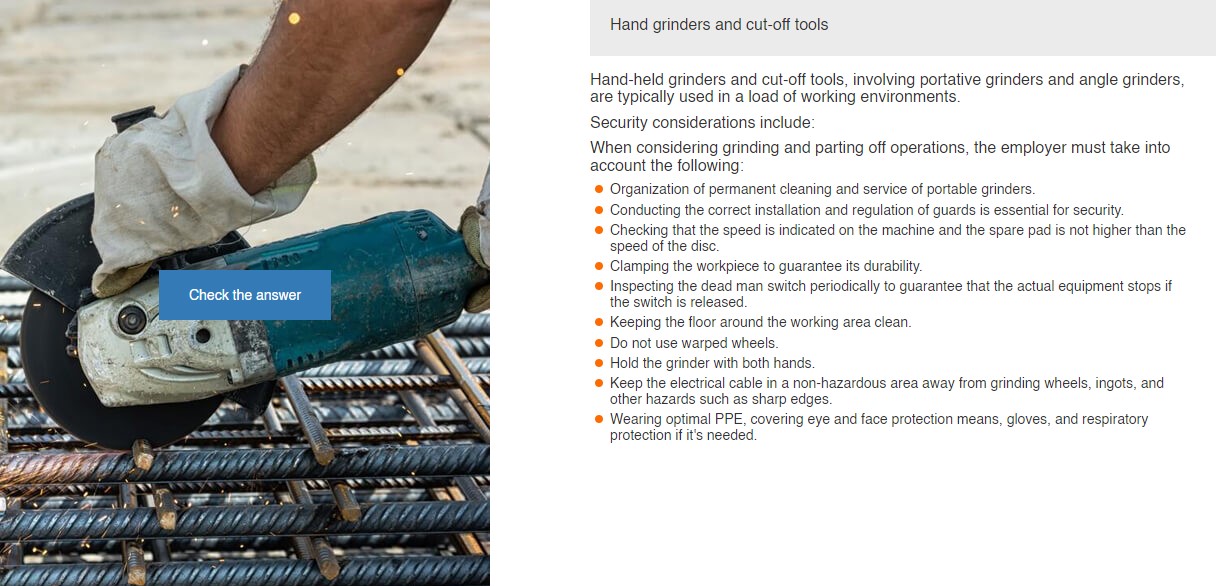 Hand grinders and cut-off tools
Hand-held grinders and cut-off tools, involving portative grinders and angle grinders,
are typically used in a load of working environments.
Security considerations include:
When considering grinding and parting off operations, the employer must take into
account the following:
Organization of permanent cleaning and service of portable grinders.
Conducting the correct installation and regulation of guards is essential for security.
Checking that the speed is indicated on the machine and the spare pad is not higher than the
speed of the disc.
Clamping the workpiece to guarantee its durability.
Inspecting the dead man switch periodically to guarantee that the actual equipment stops if
the switch is released.
Keeping the floor around the working area clean.
Do not use warped wheels.
Hold the grinder with both hands.
Keep the electrical cable in a non-hazardous area away from grinding wheels, ingots, and
other hazards such as sharp edges.
Wearing optimal PPE, covering eye and face protection means, gloves, and respiratory
protection if it's needed.
Check the answer